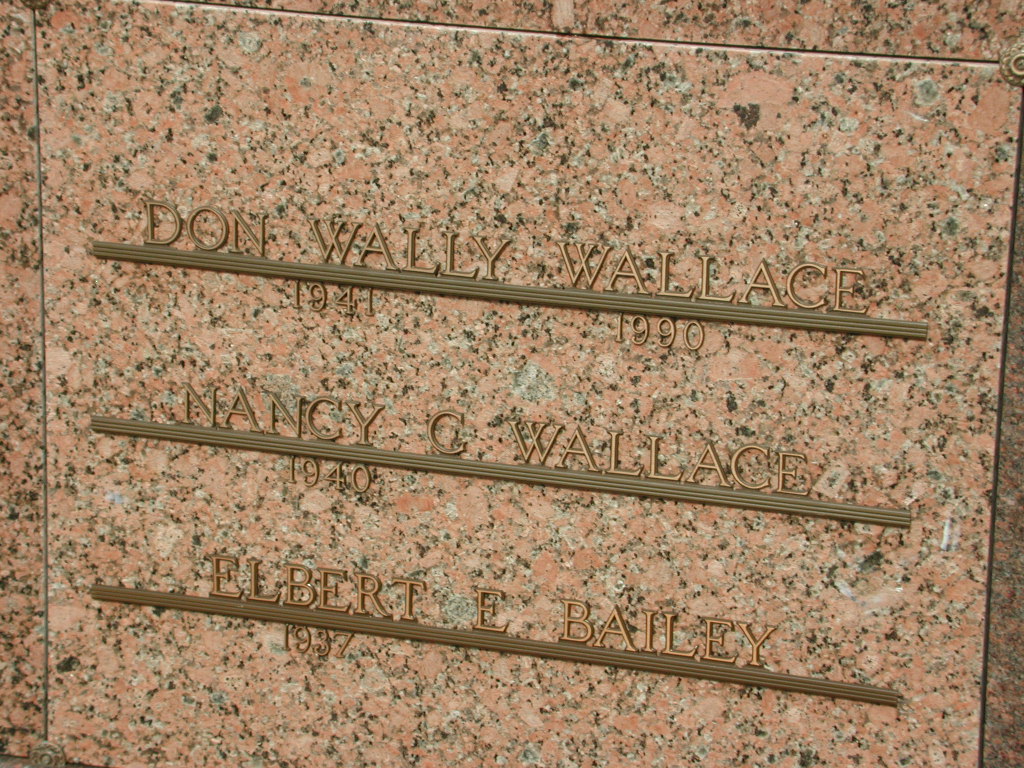 DON WALLY WALLACE
1941 1990
NANCY C WALLACE
1940
ELBERT E BAILEY
1937